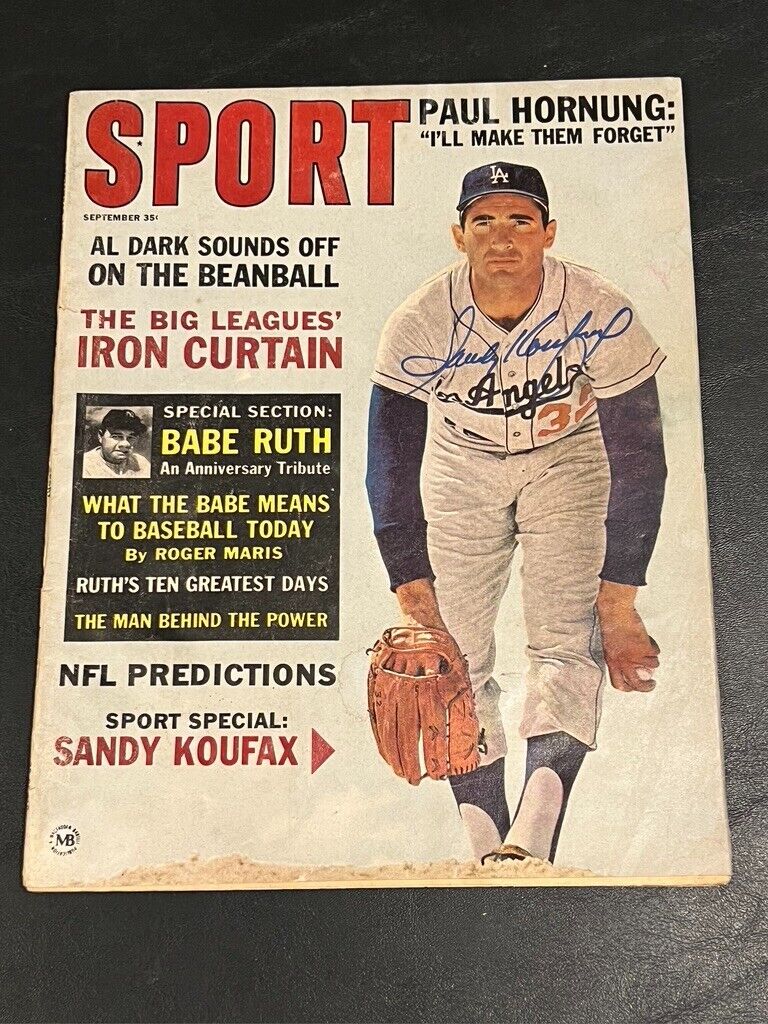 SPORT
PAUL HORNUNG:
"I'LL MAKE THEM FORGET"
SEPTEMBER 35¢
AL DARK SOUNDS OFF
ON THE BEANBALL
THE BIG LEAGUES'
IRON CURTAIN
SPECIAL SECTION:
BABE RUTH
An Anniversary Tribute
WHAT THE BABE MEANS
TO BASEBALL TODAY
By ROGER MARIS
RUTH'S TEN GREATEST DAYS
THE MAN BEHIND THE POWER
NFL PREDICTIONS
SPORT SPECIAL:
SANDY KOUFAX
MB
LA
Sandy Koufax
Los Angeles
32